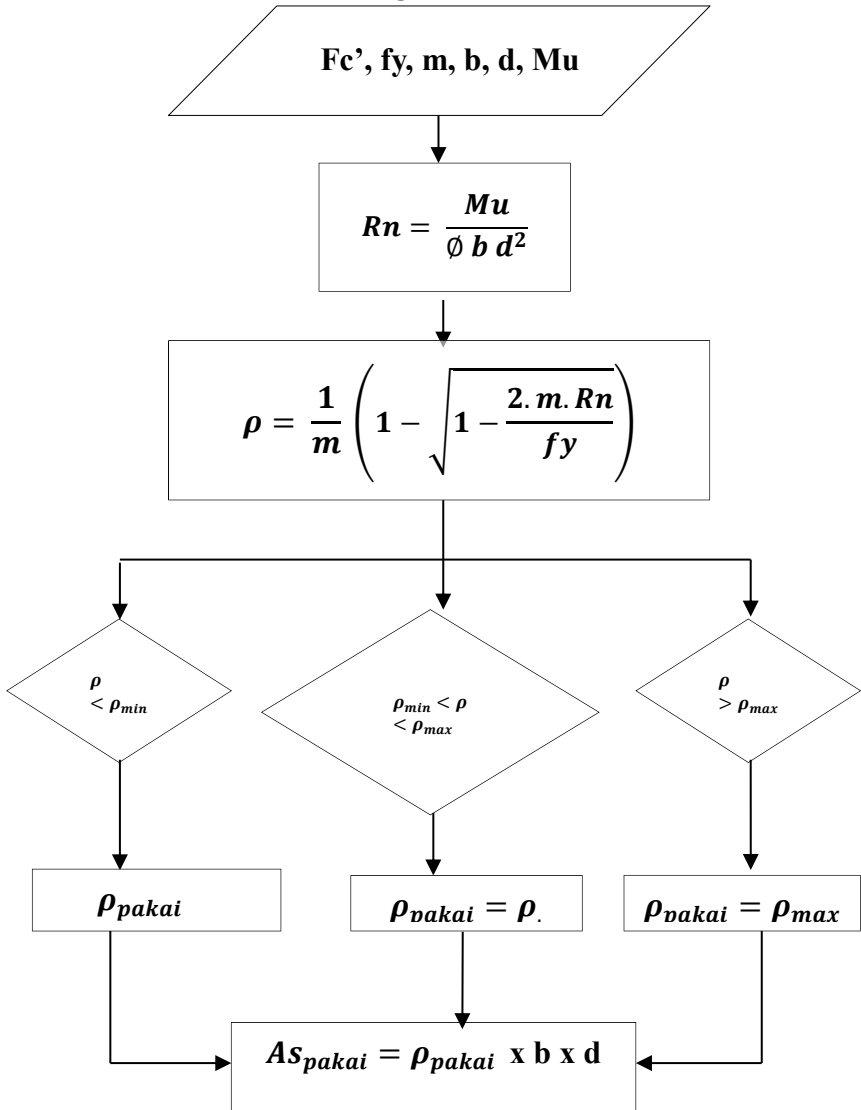 Fc’, fy, m, b, d, Mu
Rn = Mu / ∅ b d²
ρ = 1/m (1 − √(1 − 2. m. Rn / fy))
ρ
< ρmin
ρmin < ρ
< ρmax
ρ
> ρmax
ρpakai
ρpakai = ρ.
ρpakai = ρmax
Aspakai = ρpakai x b x d